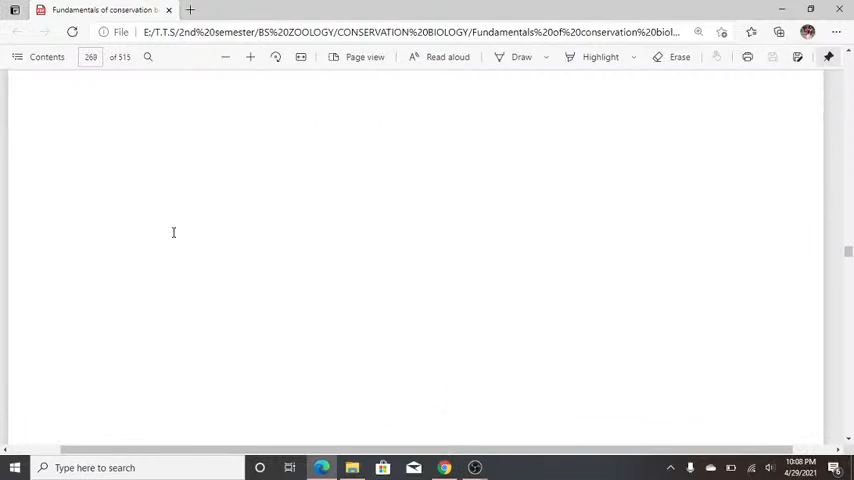 Fundamentals of conservation b
File
E:/T.T.S/2nd%20semester/BS%20ZOOLOGY/CONSERVATION%20BIOLOGY/Fundamentals%20of%20conservation%20biol...
Contents
269 of 515
Page view
Read aloud
Draw
Highlight
Erase
Type here to search
10:08 PM
4/29/2021